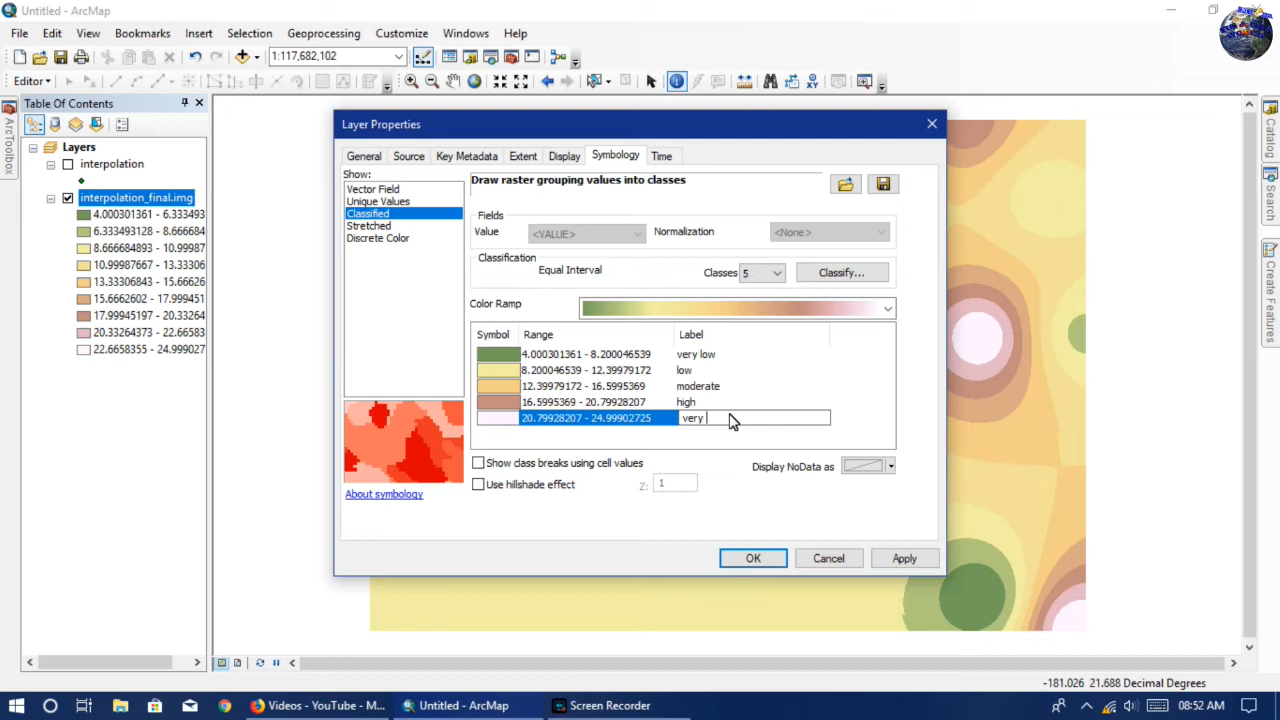 Untitled - ArcMap
File Edit View Bookmarks Insert Selection Geoprocessing Customize Windows Help
1:117,682,102
Editor
Table Of Contents
ArcToolbox
Layers
interpolation
interpolation_final.img
4.000301361 - 6.333493
6.333493128 - 8.666684
8.666684893 - 10.99987
10.99987667 - 13.33306
13.33306844 - 15.66626
15.6662602 - 17.999451
17.99945197 - 20.33264
20.33264373 - 22.66583
22.6658355 - 24.999027
Layer Properties
General Source Key Metadata Extent Display Symbology Time
Show:
Vector Field
Unique Values
Classified
Stretched
Discrete Color
About symbology
Draw raster grouping values into classes
Fields
Value <VALUE> Normalization <None>
Classification
Equal Interval Classes 5 Classify...
Color Ramp
Symbol Range Label
4.000301361 - 8.200046539 very low
8.200046539 - 12.39979172 low
12.39979172 - 16.5995369 moderate
16.5995369 - 20.79928207 high
20.79928207 - 24.99902725 very
Show class breaks using cell values
Display NoData as
Use hillshade effect Z: 1
OK Cancel Apply
Catalog
Search
Create Features
-181.026 21.688 Decimal Degrees
Videos - YouTube - M... Untitled - ArcMap Screen Recorder 08:52 AM